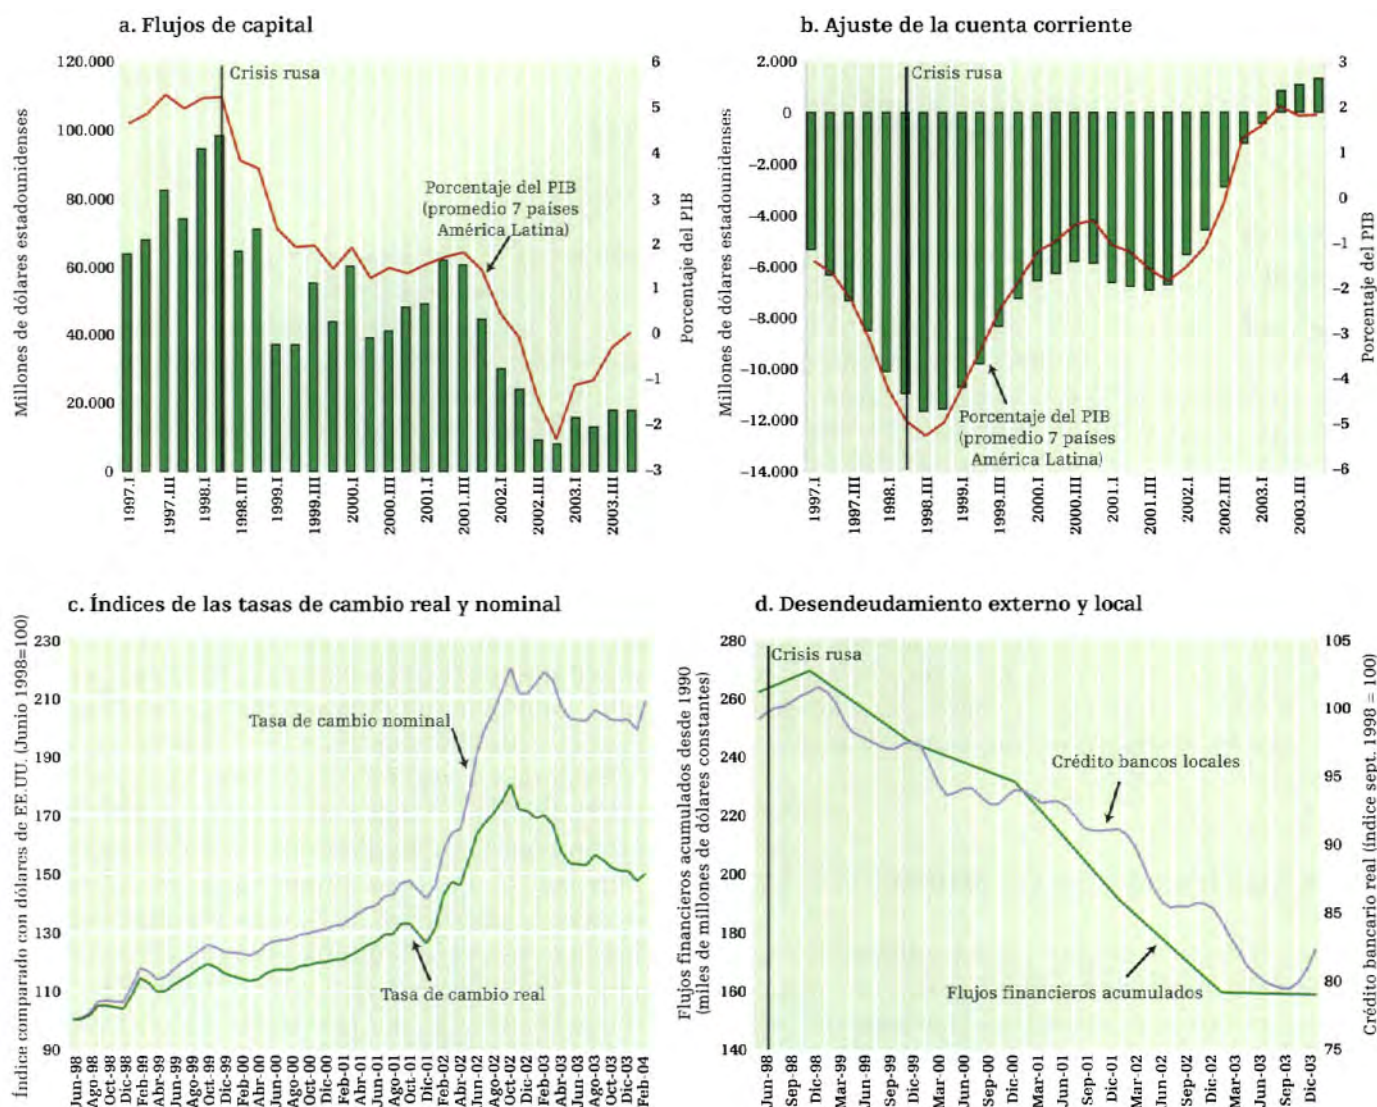 a. Flujos de capital
120.000
100.000
80.000
60.000
40.000
20.000
0
Millones de dólares estadounidenses
6
5
4
3
2
1
0
−1
−2
−3
Porcentaje del PIB
Crisis rusa
Porcentaje del PIB
(promedio 7 países
América Latina)
1997.I
1997.III
1998.I
1998.III
1999.I
1999.III
2000.I
2000.III
2001.I
2001.III
2002.I
2002.III
2003.I
2003.III
b. Ajuste de la cuenta corriente
2.000
0
−2.000
−4.000
−6.000
−8.000
−10.000
−12.000
−14.000
Millones de dólares estadounidenses
3
2
1
0
−1
−2
−3
−4
−5
−6
Porcentaje del PIB
Crisis rusa
Porcentaje del PIB
(promedio 7 países
América Latina)
1997.I
1997.III
1998.I
1998.III
1999.I
1999.III
2000.I
2000.III
2001.I
2001.III
2002.I
2002.III
2003.I
2003.III
c. Índices de las tasas de cambio real y nominal
230
210
190
170
150
130
110
90
Índice comparado con dólares de EE.UU. (Junio 1998=100)
Tasa de cambio nominal
Tasa de cambio real
Jun-98
Ago-98
Oct-98
Dic-98
Feb-99
Abr-99
Jun-99
Ago-99
Oct-99
Dic-99
Feb-00
Abr-00
Jun-00
Ago-00
Oct-00
Dic-00
Feb-01
Abr-01
Jun-01
Ago-01
Oct-01
Dic-01
Feb-02
Abr-02
Jun-02
Ago-02
Oct-02
Dic-02
Feb-03
Abr-03
Jun-03
Ago-03
Oct-03
Dic-03
Feb-04
d. Desendeudamiento externo y local
280
260
240
220
200
180
160
140
Flujos financieros acumulados desde 1990
(miles de millones de dólares constantes)
105
100
95
90
85
80
75
Crédito bancario real (índice sept. 1998 = 100)
Crisis rusa
Crédito bancos locales
Flujos financieros acumulados
Jun-98
Sep-98
Dic-98
Mar-99
Jun-99
Sep-99
Dic-99
Mar-00
Jun-00
Sep-00
Dic-00
Mar-01
Jun-01
Sep-01
Dic-01
Mar-02
Jun-02
Sep-02
Dic-02
Mar-03
Jun-03
Sep-03
Dic-03